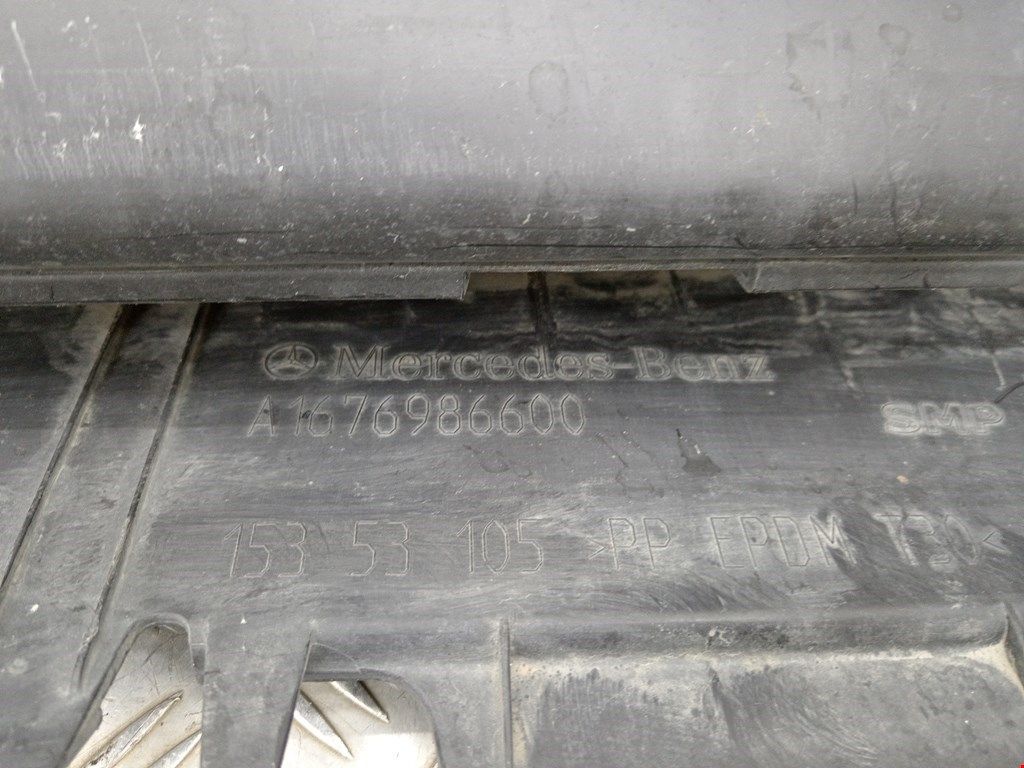 Mercedes-Benz
A1676986600
SMP
153 53 105 >PP EPDM T30<